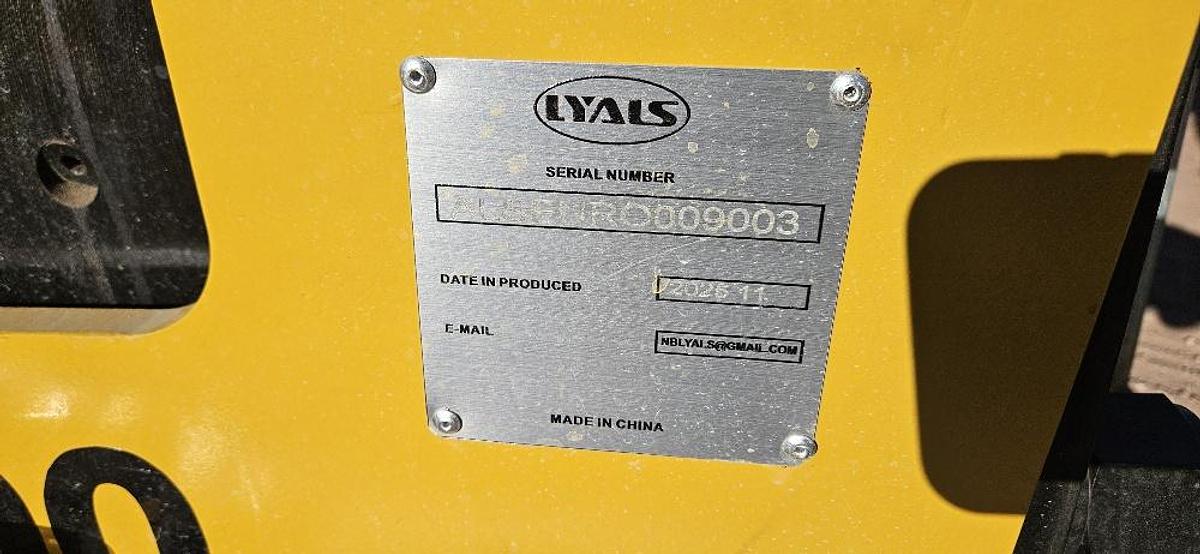 LYALS
SERIAL NUMBER
DATE IN PRODUCED
2025 11
E-MAIL
NBLYALS@GMAIL.COM
MADE IN CHINA